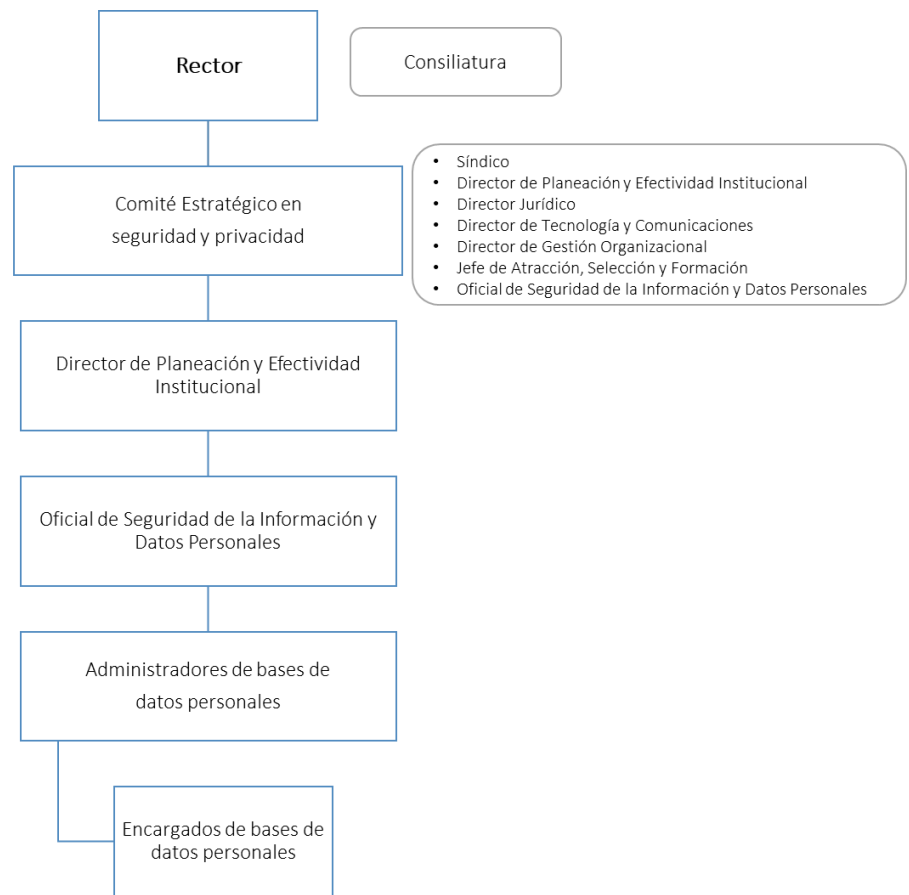 Rector
Consiliatura
Comité Estratégico en
seguridad y privacidad
• Síndico
• Director de Planeación y Efectividad Institucional
• Director Jurídico
• Director de Tecnología y Comunicaciones
• Director de Gestión Organizacional
• Jefe de Atracción, Selección y Formación
• Oficial de Seguridad de la Información y Datos Personales
Director de Planeación y Efectividad
Institucional
Oficial de Seguridad de la Información y
Datos Personales
Administradores de bases de
datos personales
Encargados de bases de
datos personales